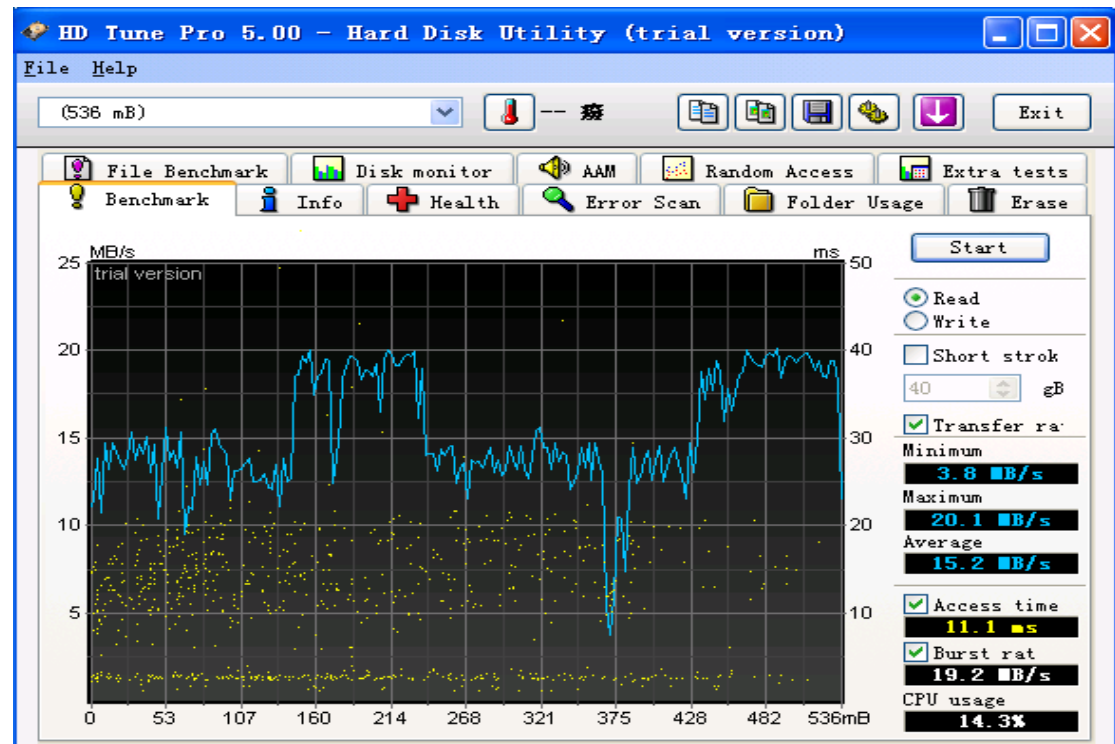 HD Tune Pro 5.00 - Hard Disk Utility (trial version)
File Help
(536 mB)
-- 癈
Exit
File Benchmark Disk monitor AAM Random Access Extra tests
Benchmark Info Health Error Scan Folder Usage Erase
MB/s ms
trial version
25 50
20 40
15 30
10 20
5 10
0 53 107 160 214 268 321 375 428 482 536mB
Start
Read
Write
Short strok
40 gB
Transfer ra
Minimum
3.8 MB/s
Maximum
20.1 MB/s
Average
15.2 MB/s
Access time
11.1 ms
Burst rat
19.2 MB/s
CPU usage
14.3%